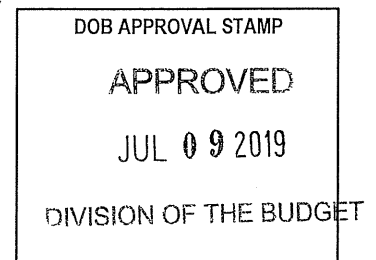 DOB APPROVAL STAMP
APPROVED
JUL 09 2019
DIVISION OF THE BUDGET